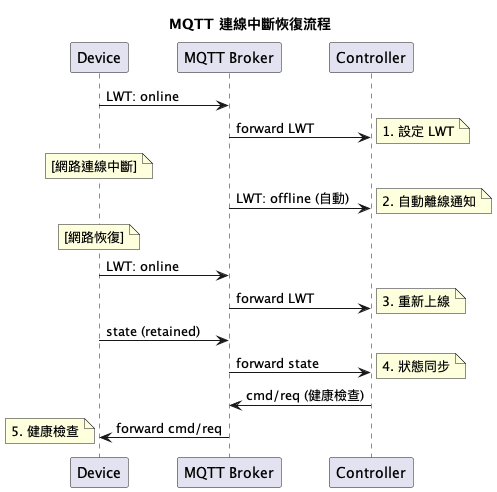 MQTT 連線中斷恢復流程
Device
MQTT Broker
Controller
LWT: online
forward LWT
1. 設定 LWT
[網路連線中斷]
LWT: offline (自動)
2. 自動離線通知
[網路恢復]
LWT: online
forward LWT
3. 重新上線
state (retained)
forward state
4. 狀態同步
cmd/req (健康檢查)
forward cmd/req
5. 健康檢查
Device
MQTT Broker
Controller